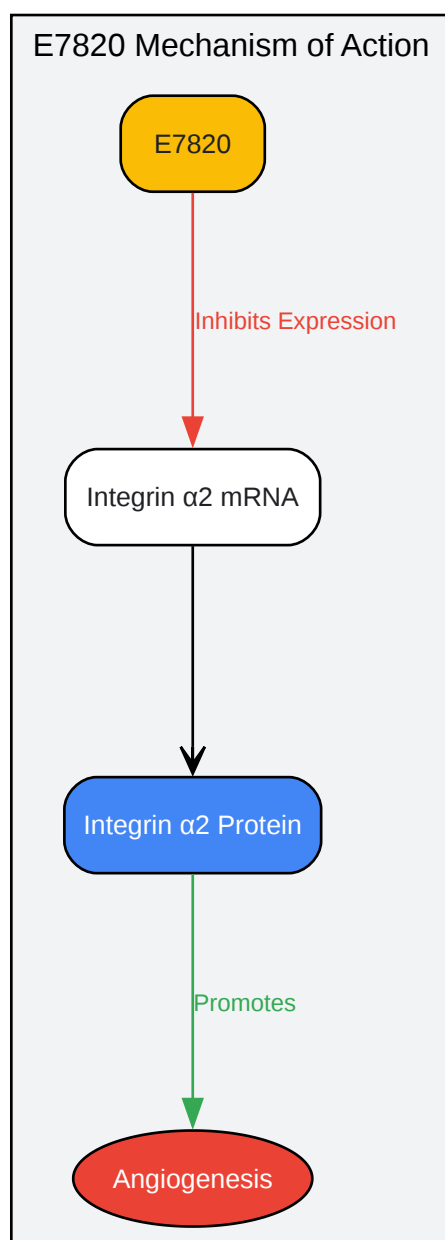 E7820 Mechanism of Action
E7820
Inhibits Expression
Integrin α2 mRNA
Integrin α2 Protein
Promotes
Angiogenesis